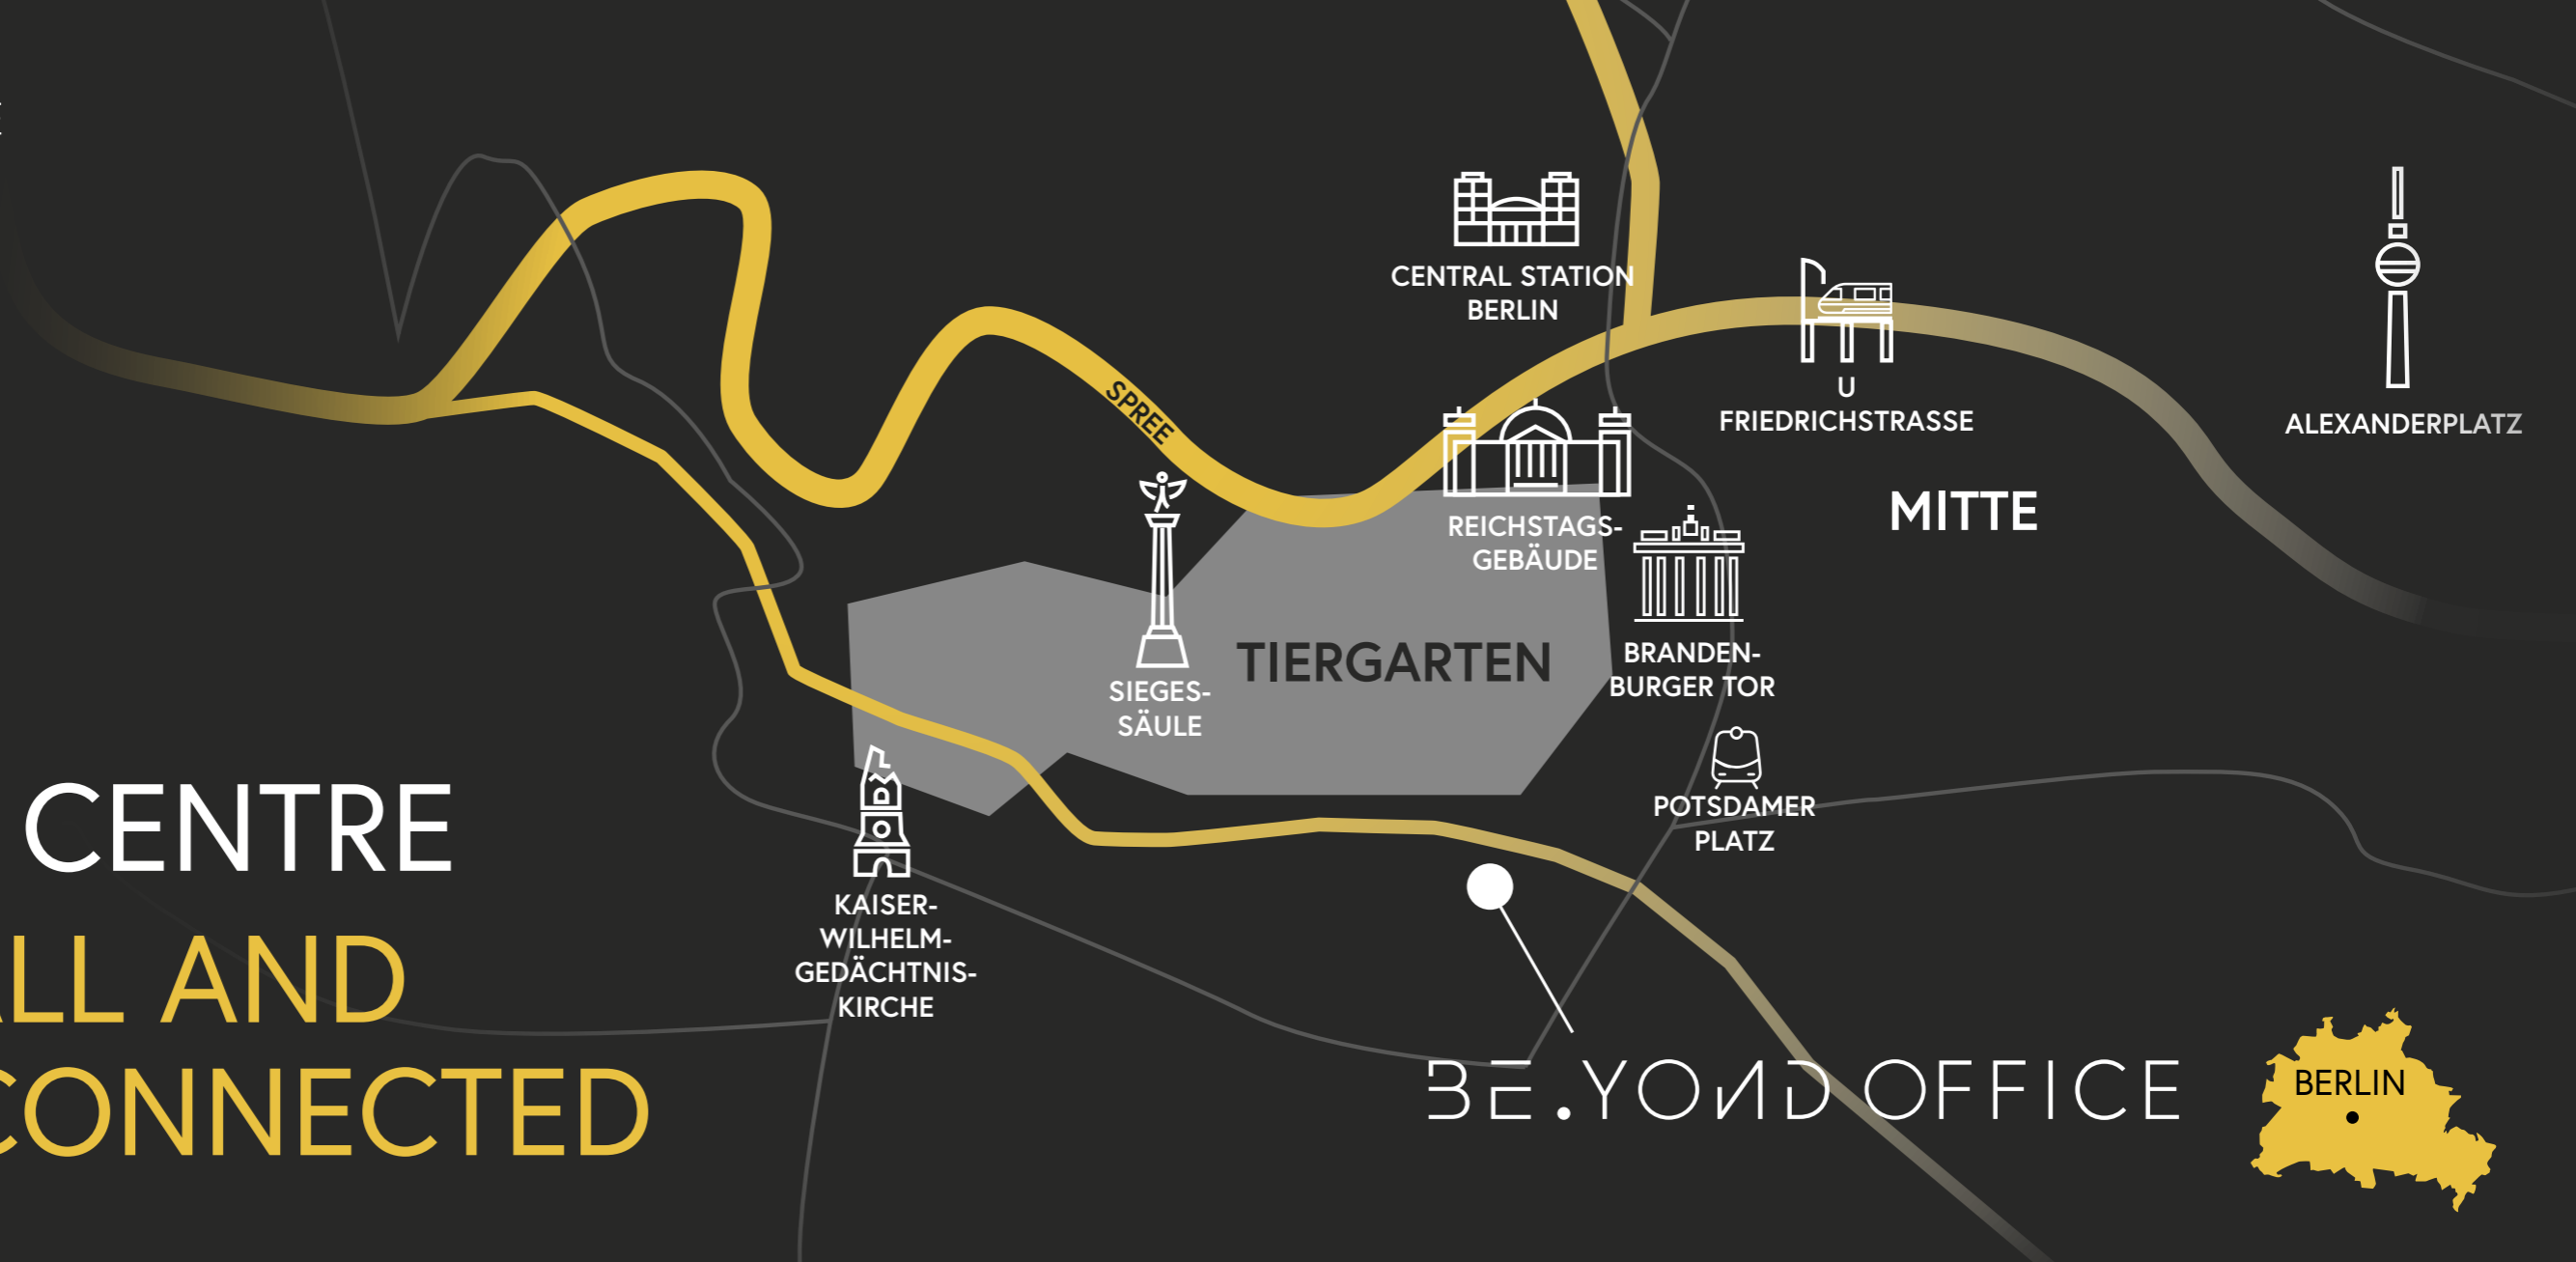 CENTRE
AND
CONNECTED
SPREE
CENTRAL STATION
BERLIN
U
FRIEDRICHSTRASSE
ALEXANDERPLATZ
MITTE
REICHSTAGS-
GEBÄUDE
TIERGARTEN
SIEGES-
SÄULE
BRANDEN-
BURGER TOR
POTSDAMER
PLATZ
KAISER-
WILHELM-
GEDÄCHTNIS-
KIRCHE
BE.YOND OFFICE
BERLIN